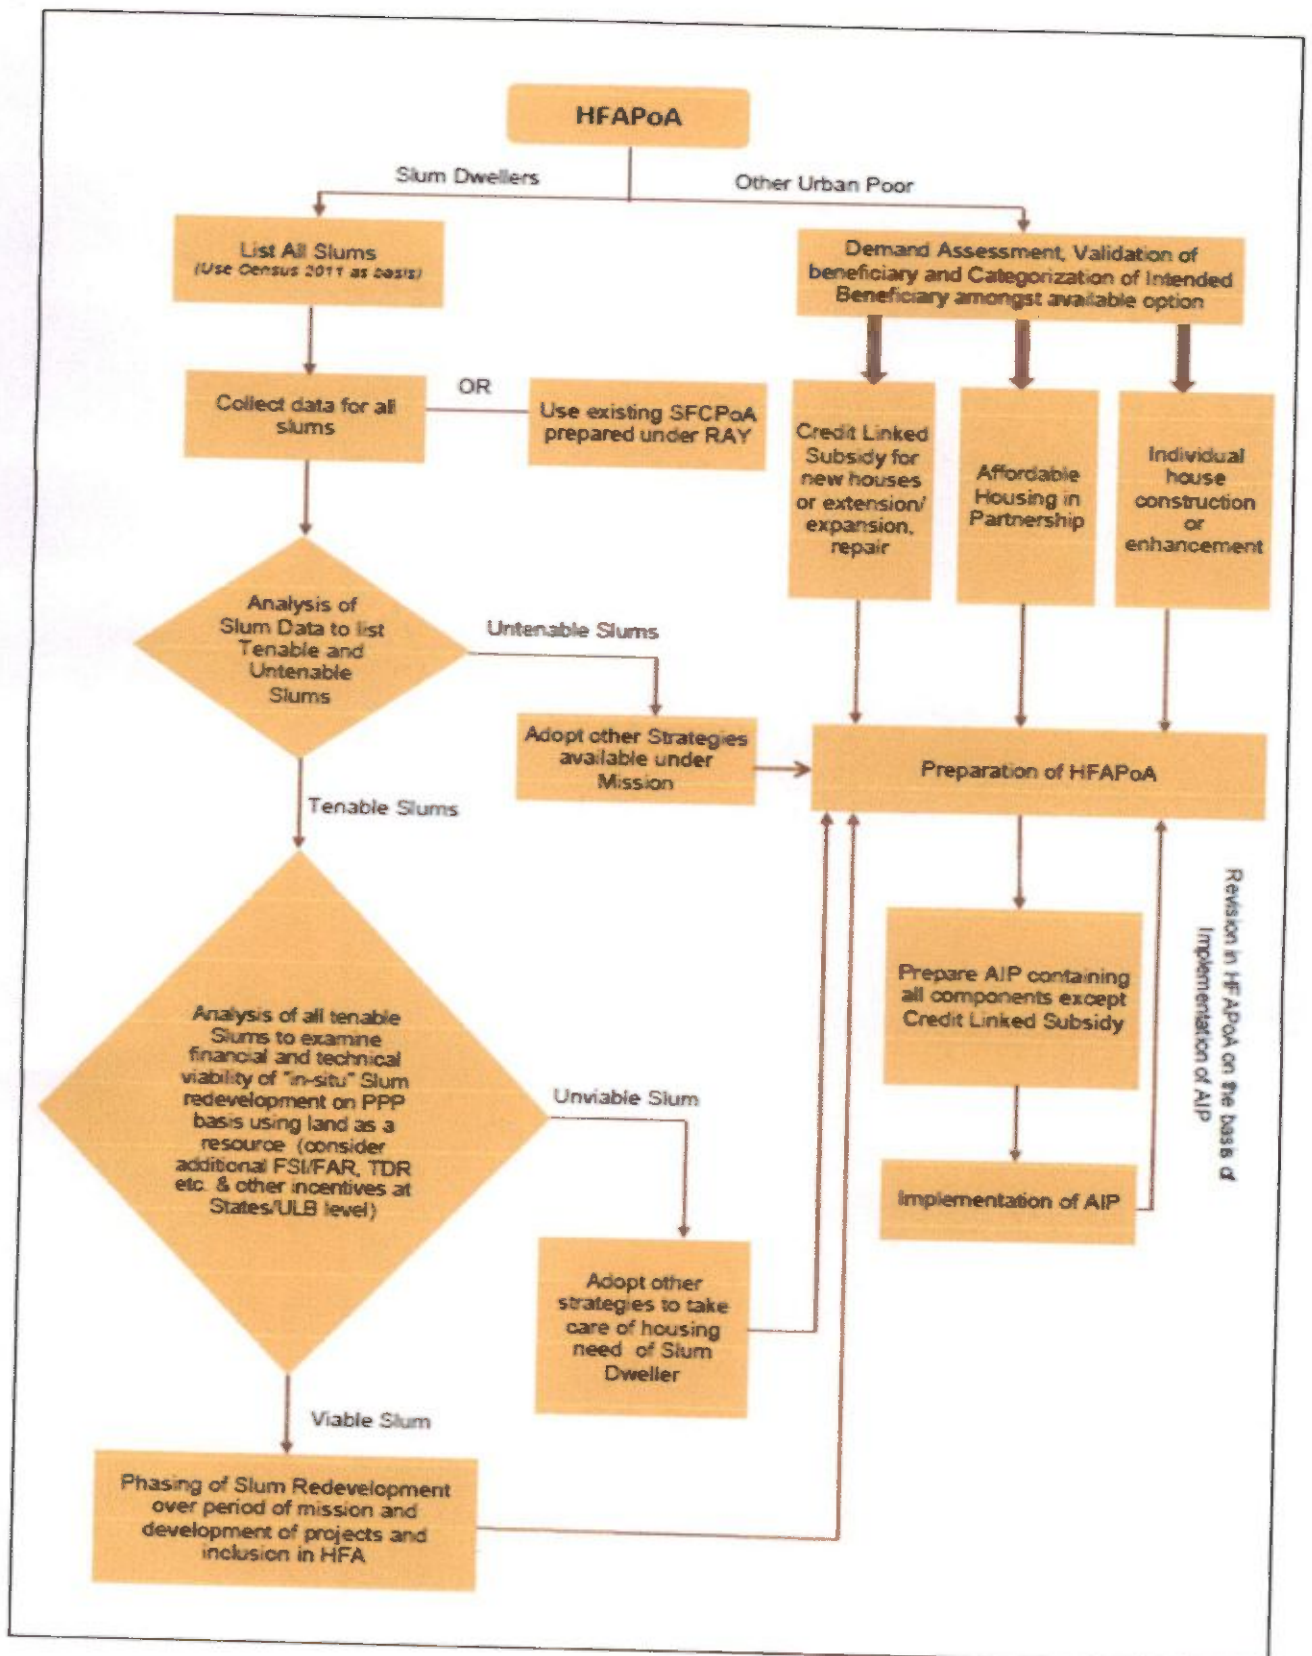 HFAPoA
Slum Dwellers
Other Urban Poor
List All Slums
(Use Census 2011 as basis)
Demand Assessment, Validation of
beneficiary and Categorization of Intended
Beneficiary amongst available option
Collect data for all
slums
OR
Use existing SFCPoA
prepared under RAY
Credit Linked
Subsidy for
new houses
or extension/
expansion,
repair
Affordable
Housing in
Partnership
Individual
house
construction
or
enhancement
Analysis of
Slum Data to list
Tenable and
Untenable
Slums
Untenable Slums
Adopt other Strategies
available under
Mission
Preparation of HFAPoA
Tenable Slums
Revision in HFAPoA on the basis of
Implementation of AIP
Prepare AIP containing
all components except
Credit Linked Subsidy
Analysis of all tenable
Slums to examine
financial and technical
viability of "in-situ" Slum
redevelopment on PPP
basis using land as a
resource (consider
additional FSI/FAR, TDR
etc. & other incentives at
States/ULB level)
Unviable Slum
Implementation of AIP
Adopt other
strategies to take
care of housing
need of Slum
Dweller
Viable Slum
Phasing of Slum Redevelopment
over period of mission and
development of projects and
inclusion in HFA